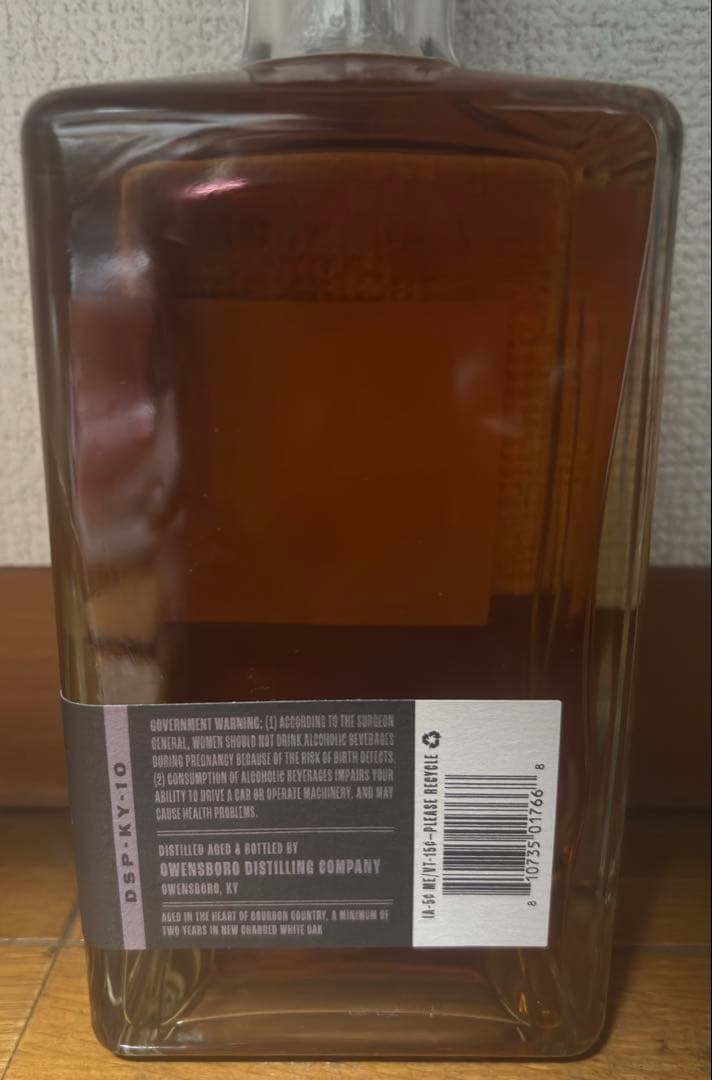 DSP-KY-10
GOVERNMENT WARNING: (1) ACCORDING TO THE SURGEON
GENERAL, WOMEN SHOULD NOT DRINK ALCOHOLIC BEVERAGES
DURING PREGNANCY BECAUSE OF THE RISK OF BIRTH DEFECTS.
(2) CONSUMPTION OF ALCOHOLIC BEVERAGES IMPAIRS YOUR
ABILITY TO DRIVE A CAR OR OPERATE MACHINERY, AND MAY
CAUSE HEALTH PROBLEMS.
DISTILLED AGED & BOTTLED BY
OWENSBORO DISTILLING COMPANY
OWENSBORO, KY
AGED IN THE HEART OF BOURBON COUNTRY, A MINIMUM OF
TWO YEARS IN NEW CHARRED WHITE OAK
IA-5¢ ME/VT-15¢-PLEASE RECYCLE
8 10735 01766 8